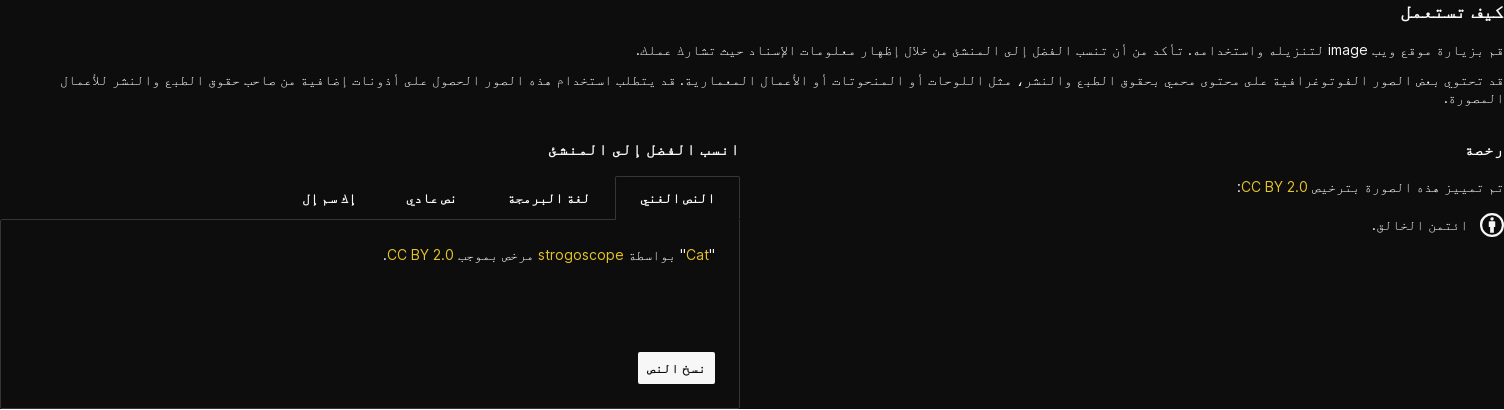 كيف تستعمل
قم بزيارة موقع ويب image لتنزيله واستخدامه. تأكد من أن تنسب الفضل إلى المنشئ من خلال إظهار معلومات الإسناد حيث تشارك عملك.
قد تحتوي بعض الصور الفوتوغرافية على محتوى محمي بحقوق الطبع والنشر، مثل اللوحات أو المنحوتات أو الأعمال المعمارية. قد يتطلب استخدام هذه الصور الحصول على أذونات إضافية من صاحب حقوق الطبع والنشر للأعمال
المصورة.
رخصة
تم تمييز هذه الصورة بترخيص CC BY 2.0:
ائتمن الخالق.
انسب الفضل إلى المنشئ
النص الغني
لغة البرمجة
نص عادي
إك سم إل
"Cat" بواسطة strogoscope مرخص بموجب CC BY 2.0.
نسخ النص